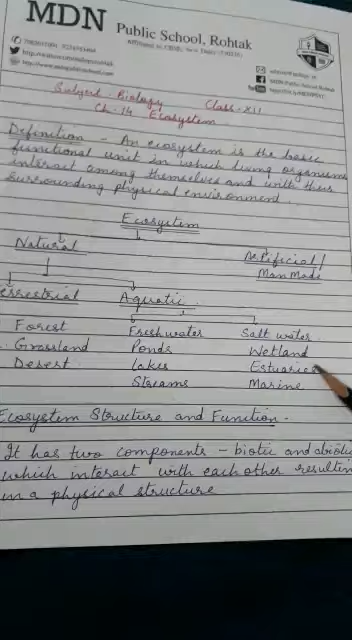 MDN Public School, Rohtak
Subject - Biology Class - XII
Ch - 14 Ecosystem
Definition - An ecosystem is the basic
functional unit in which living organisms
interact among themselves and with their
surrounding physical environment.
Ecosystem
Natural Artificial /
Man Made
Terrestrial Aquatic
Forest Freshwater Salt water
Grassland Ponds Wetland
Desert Lakes Estuaries
Streams Marine
Ecosystem Structure and Function -
It has two components - biotic and abiotic
which interact with each other resulting
in a physical structure